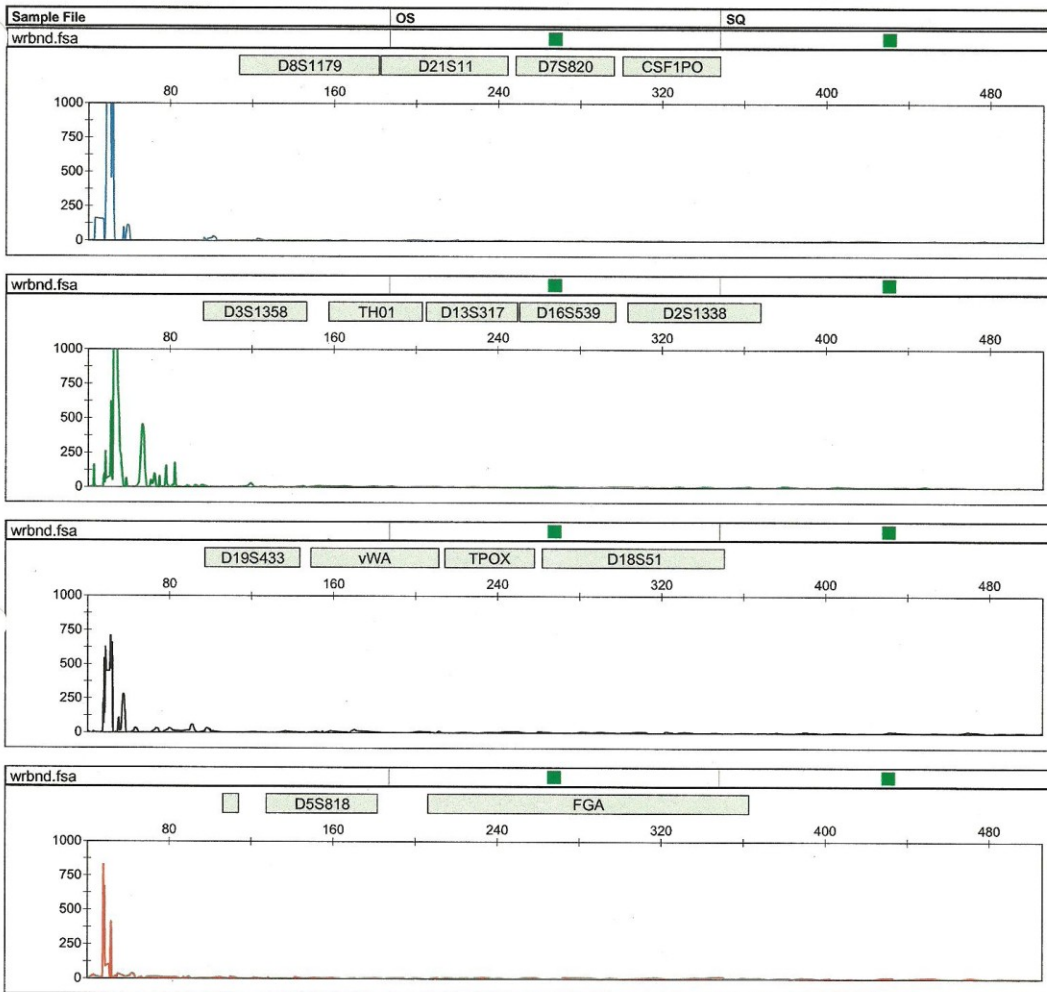 Sample File OS SQ
wrbnd.fsa
D8S1179 D21S11 D7S820 CSF1PO
80 160 240 320 400 480
1000
750
500
250
0
wrbnd.fsa
D3S1358 TH01 D13S317 D16S539 D2S1338
80 160 240 320 400 480
1000
750
500
250
0
wrbnd.fsa
D19S433 vWA TPOX D18S51
80 160 240 320 400 480
1000
750
500
250
0
wrbnd.fsa
D5S818 FGA
80 160 240 320 400 480
1000
750
500
250
0